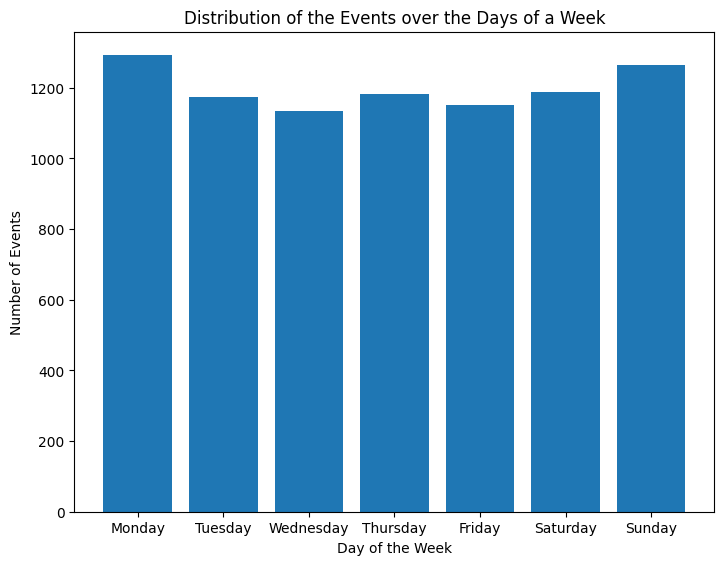 Distribution of the Events over the Days of a Week
Number of Events
1200
1000
800
600
400
200
0
Monday Tuesday Wednesday Thursday Friday Saturday Sunday
Day of the Week